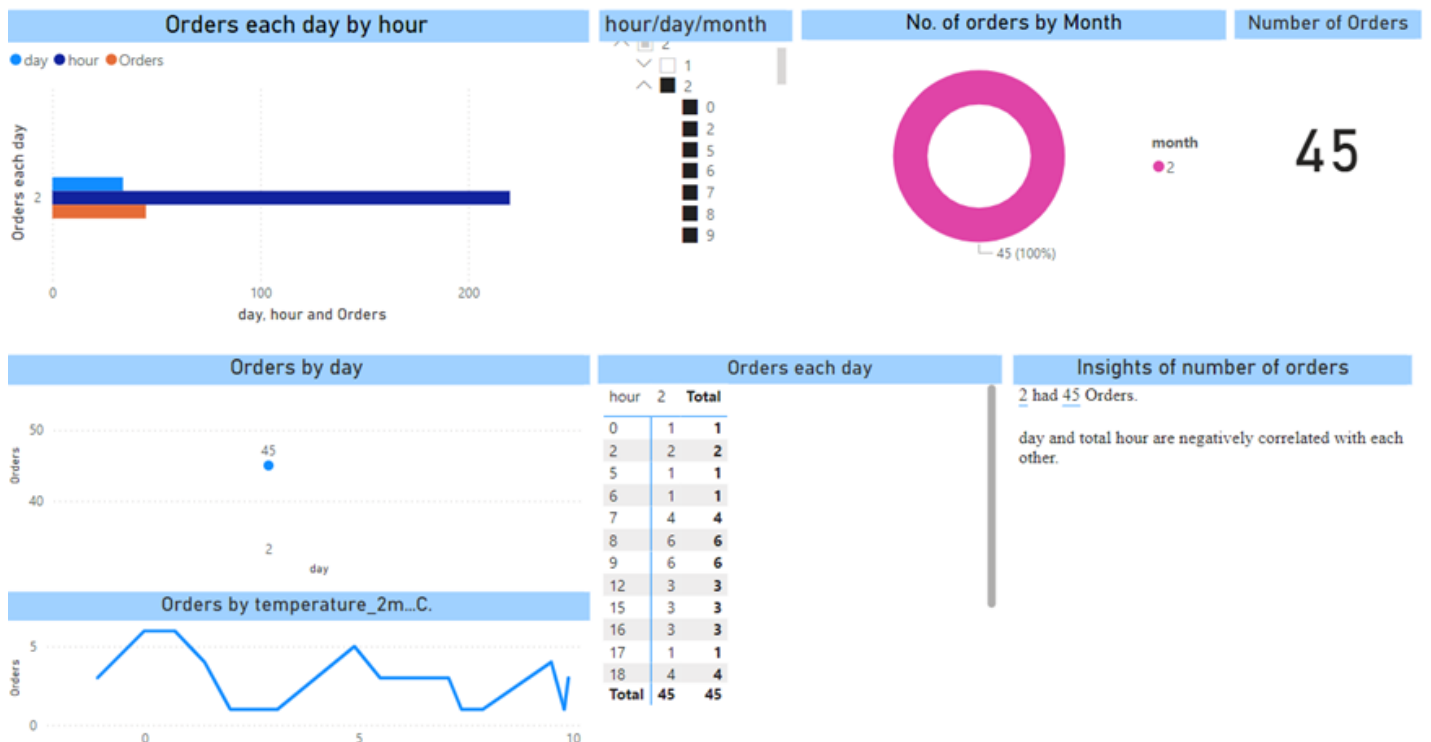 Orders each day by hour
day hour Orders
Orders each day
2
0 100 200
day, hour and Orders
hour/day/month
2
1
2
0
2
5
6
7
8
9
No. of orders by Month
month
2
45 (100%)
Number of Orders
45
Orders by day
Orders
50
45
40
2
day
Orders by temperature_2m...C.
Orders
5
0
0 5 10
Orders each day
hour 2 Total
0 1 1
2 2 2
5 1 1
6 1 1
7 4 4
8 6 6
9 6 6
12 3 3
15 3 3
16 3 3
17 1 1
18 4 4
Total 45 45
Insights of number of orders
2 had 45 Orders.
day and total hour are negatively correlated with each
other.